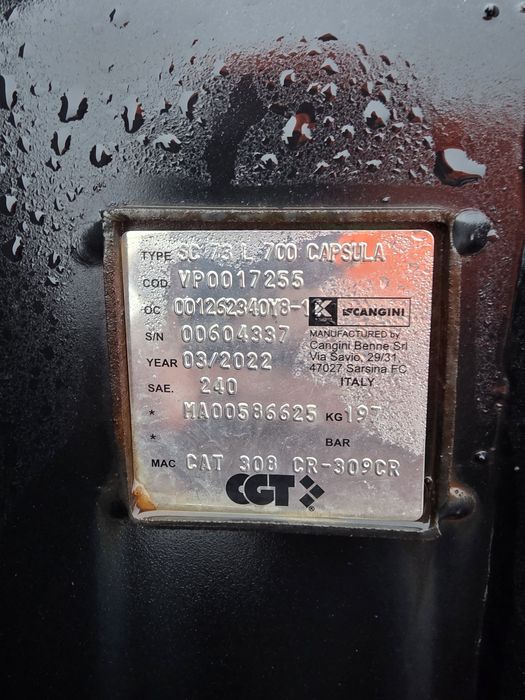 TYPE SC 73 L 700 CAPSULA
COD. VP0017255
OC 001262340Y8-1
CANGINI
S/N 00604337
MANUFACTURED by
Cangini Benne Srl
Via Savio, 29/31
47027 Sarsina FC
ITALY
YEAR 03/2022
SAE. 240
* MA00586625 KG 197
* BAR
MAC CAT 308 CR-309CR
CGT